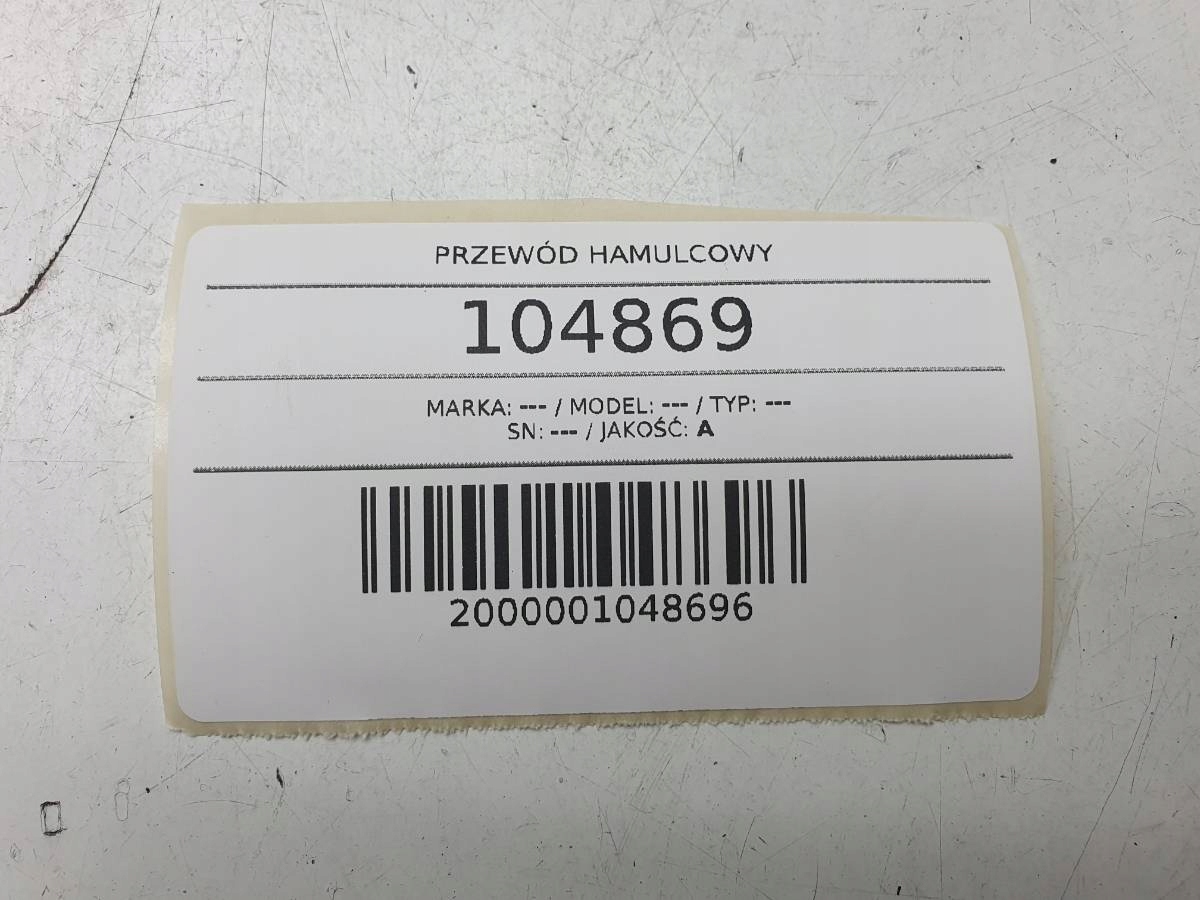 PRZEWÓD HAMULCOWY
104869
MARKA: --- / MODEL: --- / TYP: ---
SN: --- / JAKOŚĆ: A
2000001048696